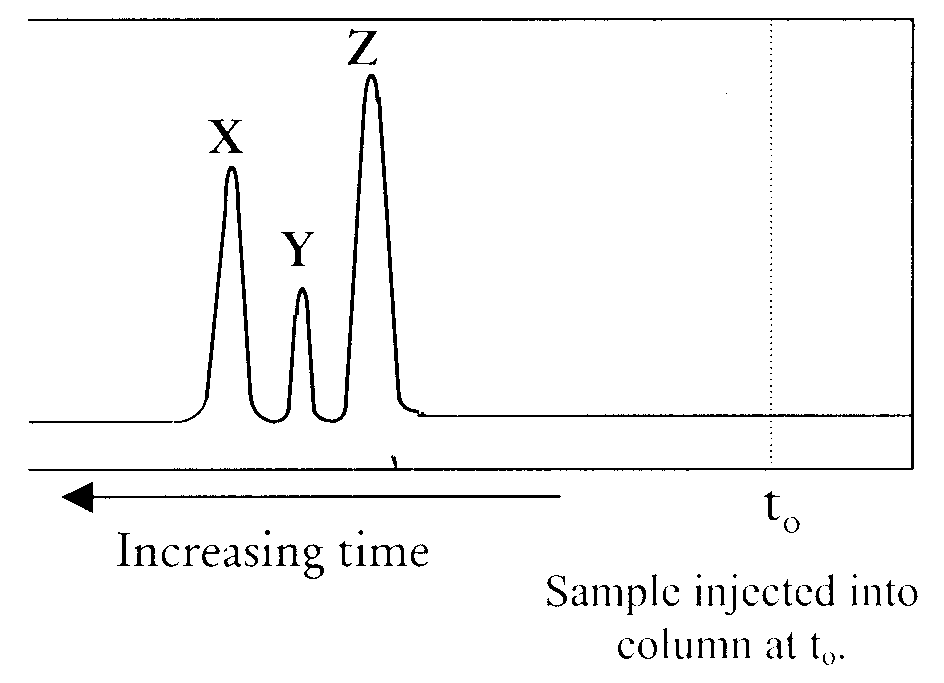 Z
X
Y
t₀
Increasing time
Sample injected into
column at t₀.